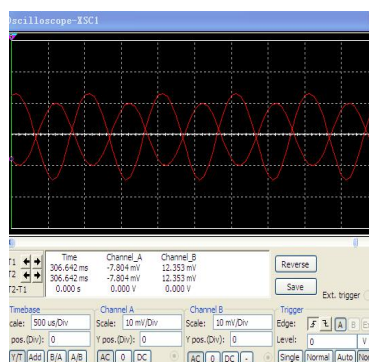 Oscilloscope-XSC1
T1 Time Channel_A Channel_B
306.642 ms -7.804 mV 12.353 mV
T2 306.642 ms -7.804 mV 12.353 mV
T2-T1 0.000 s 0.000 V 0.000 V
Reverse
Save
Ext. trigger
Timebase
Scale: 500 us/Div
X pos.(Div): 0
Y/T Add B/A A/B
Channel A
Scale: 10 mV/Div
Y pos.(Div): 0
AC 0 DC
Channel B
Scale: 10 mV/Div
Y pos.(Div): 0
AC 0 DC -
Trigger
Edge: A B
Level: 0 V
Single Normal Auto